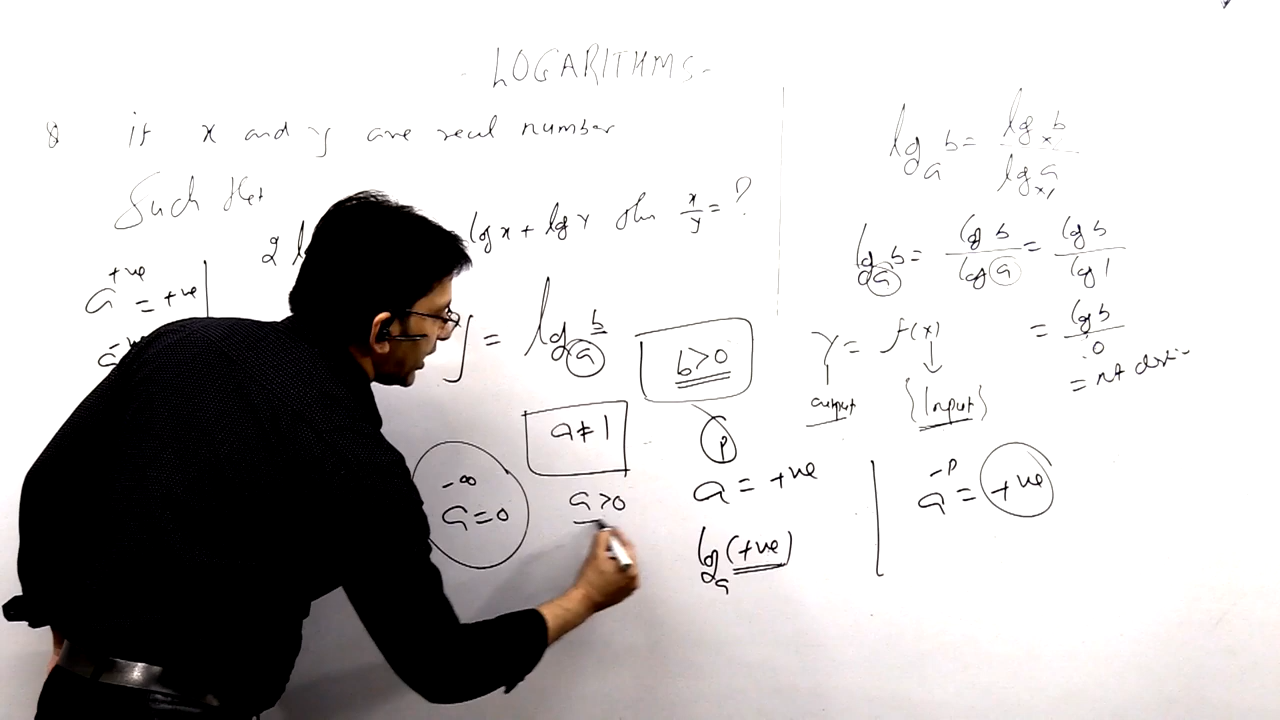 LOGARITHMS
Q if x and y are real number
Such that
2 log x + log y then x/y = ?
a^+ve = +ve
y = log_a b
b>0
a≠1
p
a = +ve
log_a (+ve)
a^-∞ = 0
a>0
log_a b = log_x b / log_x a
log_a b = log b / log a = log b / log 1
= log b / 0
= not
y = f(x)
output
{Input}
a^-p = +ve